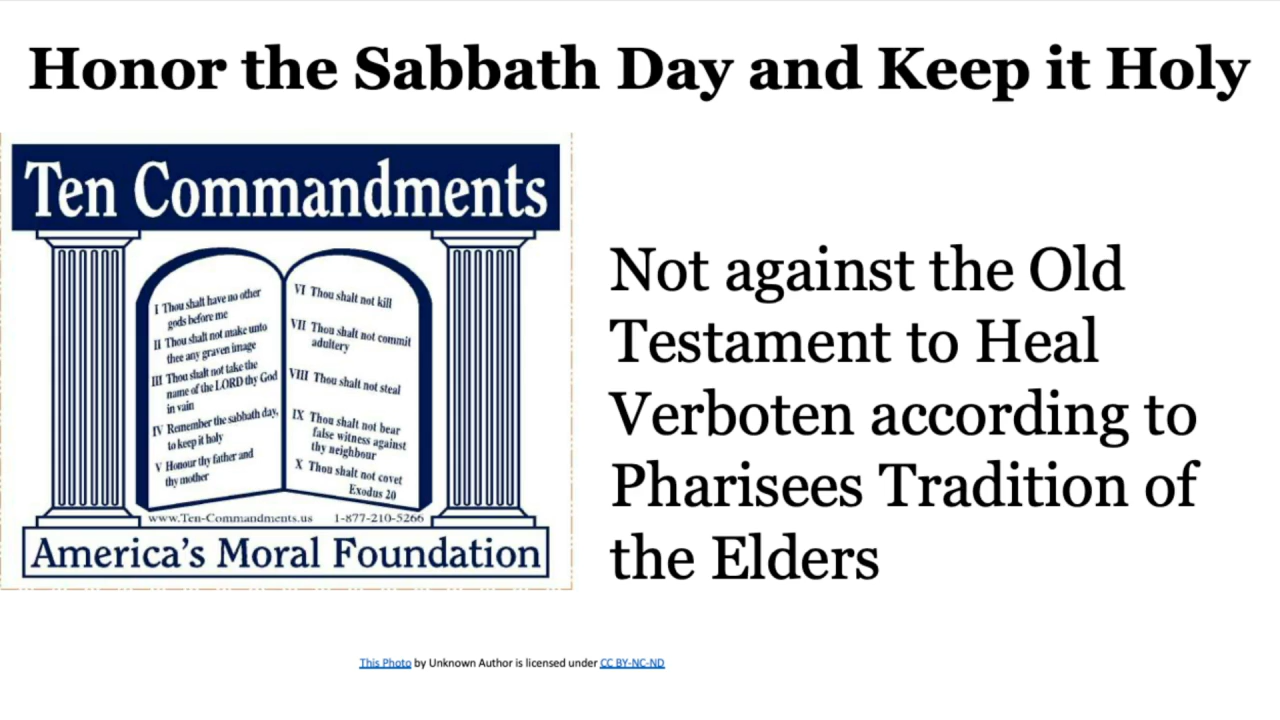 Honor the Sabbath Day and Keep it Holy
Ten Commandments
I Thou shalt have no other
gods before me
II Thou shalt not make unto
thee any graven image
III Thou shalt not take the
name of the LORD thy God
in vain
IV Remember the sabbath day,
to keep it holy
V Honour thy father and
thy mother
VI Thou shalt not kill
VII Thou shalt not commit
adultery
VIII Thou shalt not steal
IX Thou shalt not bear
false witness against
thy neighbour
X Thou shalt not covet
Exodus 20
www.Ten-Commandments.us 1-877-210-5266
America's Moral Foundation
Not against the Old
Testament to Heal
Verboten according to
Pharisees Tradition of
the Elders
This Photo by Unknown Author is licensed under CC BY-NC-ND